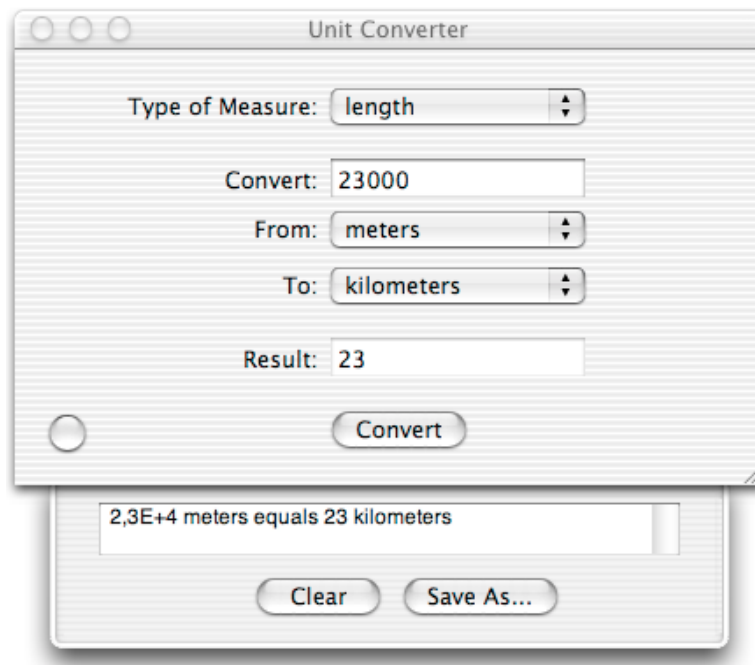 Unit Converter
Type of Measure: length
Convert: 23000
From: meters
To: kilometers
Result: 23
Convert
2,3E+4 meters equals 23 kilometers
Clear Save As...